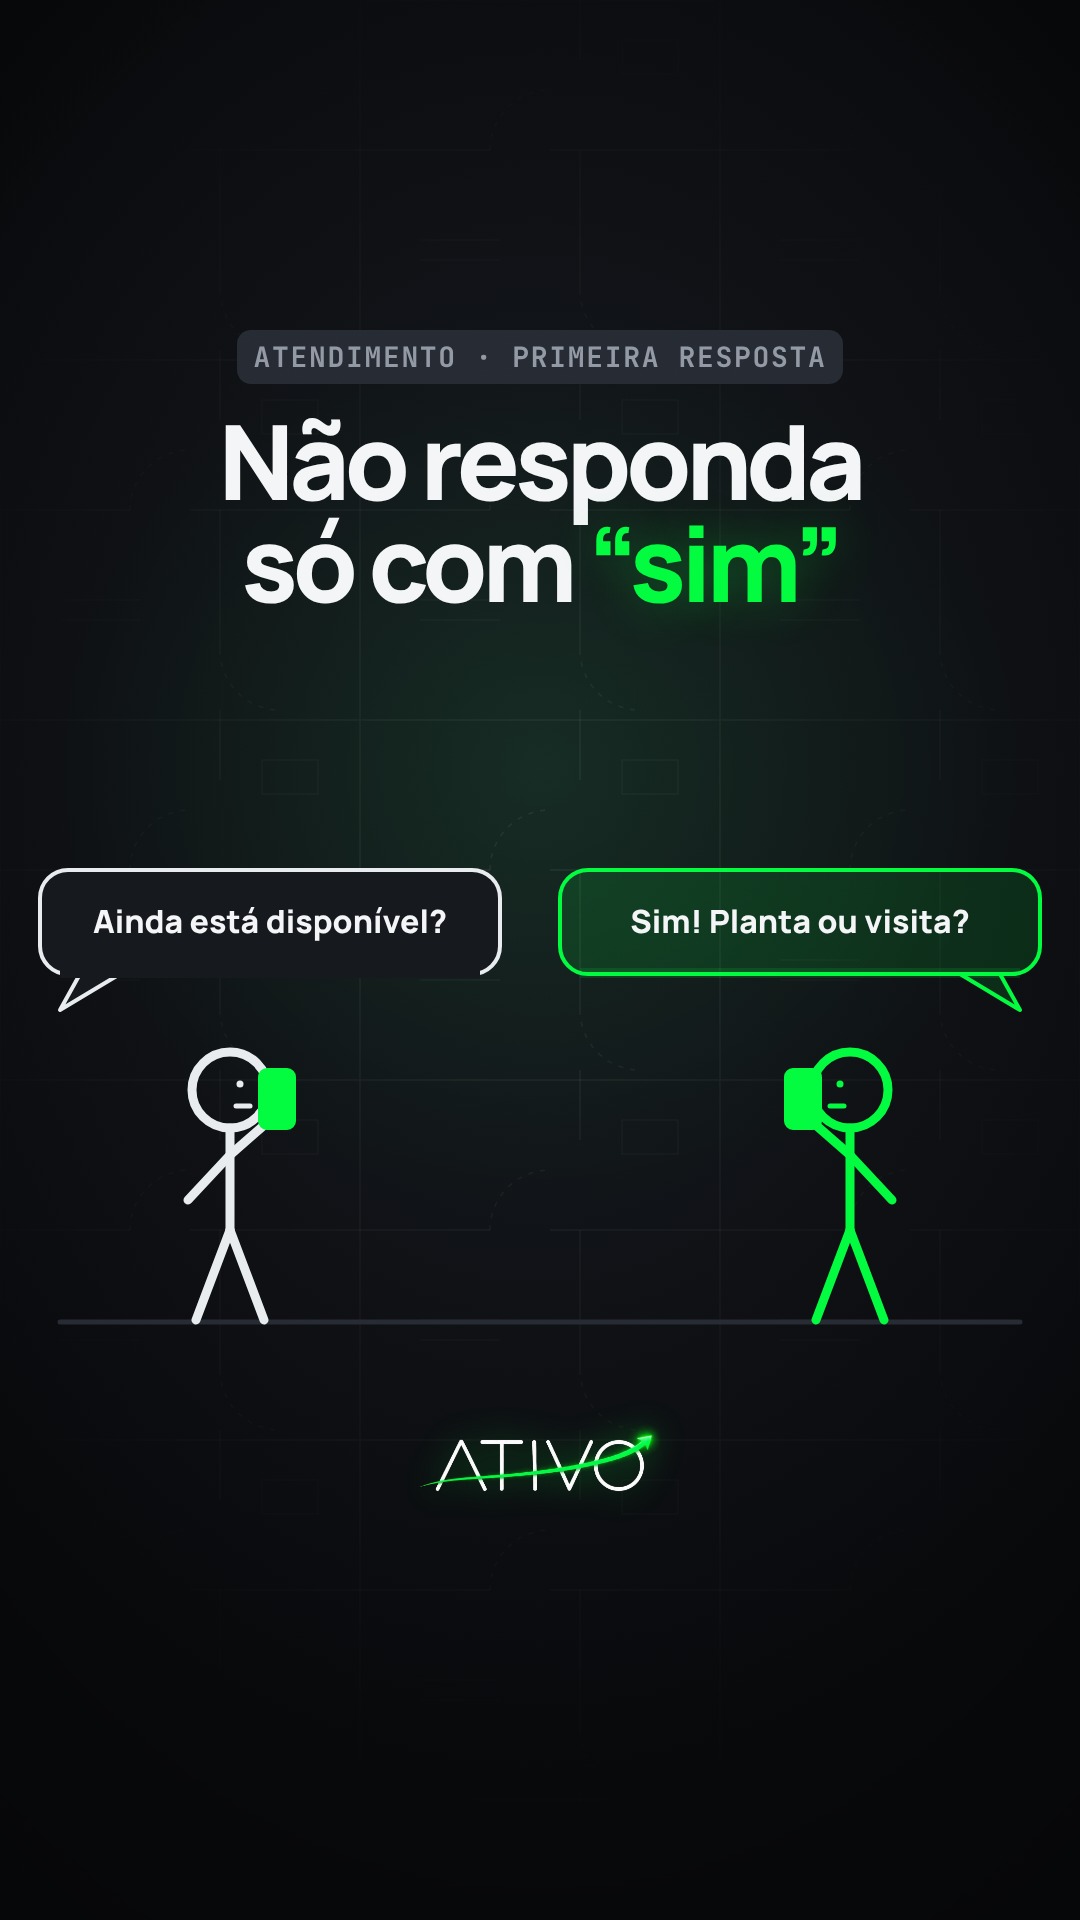 ATENDIMENTO · PRIMEIRA RESPOSTA
Não responda
só com “sim”
Ainda está disponível?
Sim! Planta ou visita?
ATIVO